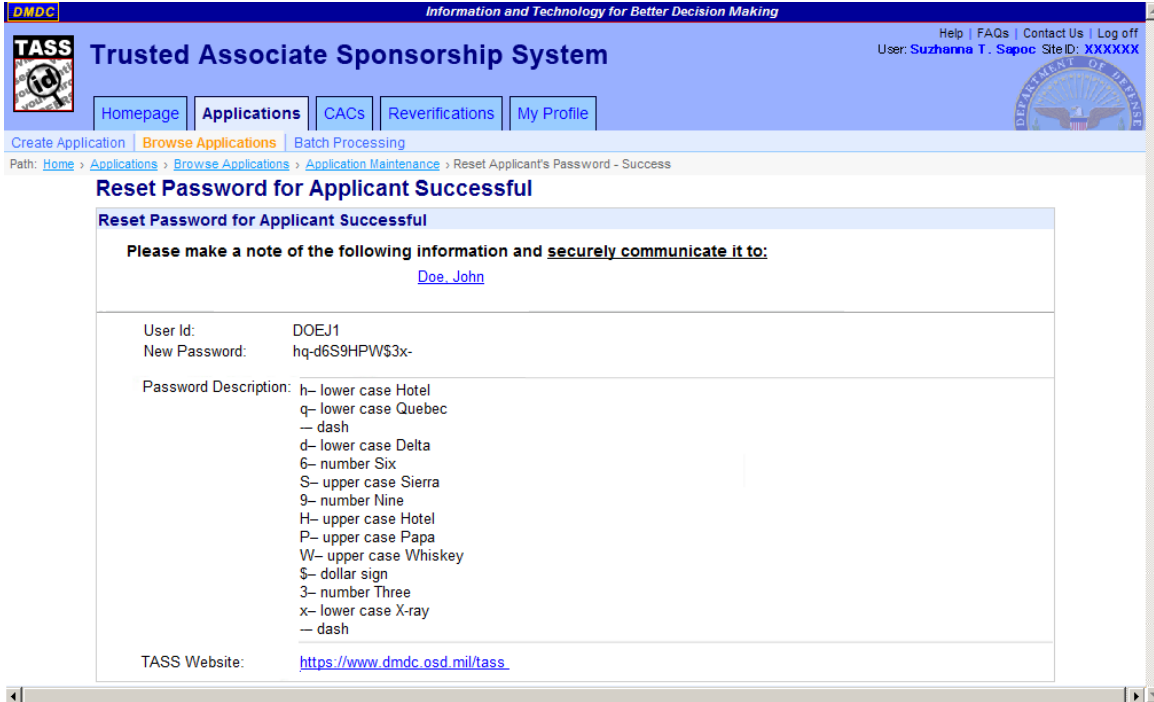 DMDC
Information and Technology for Better Decision Making
Help | FAQs | Contact Us | Log off
User: Suzhanna T. Sapoc Site ID: XXXXXX
TASS
id
Trusted Associate Sponsorship System
DEPARTMENT OF DEFENSE
Homepage Applications CACs Reverifications My Profile
Create Application | Browse Applications | Batch Processing
Path: Home › Applications › Browse Applications › Application Maintenance › Reset Applicant's Password - Success
Reset Password for Applicant Successful
Reset Password for Applicant Successful
Please make a note of the following information and securely communicate it to:
Doe, John
User Id: DOEJ1
New Password: hq-d6S9HPW$3x-
Password Description: h– lower case Hotel
q– lower case Quebec
-– dash
d– lower case Delta
6– number Six
S– upper case Sierra
9– number Nine
H– upper case Hotel
P– upper case Papa
W– upper case Whiskey
$– dollar sign
3– number Three
x– lower case X-ray
-– dash
TASS Website: https://www.dmdc.osd.mil/tass